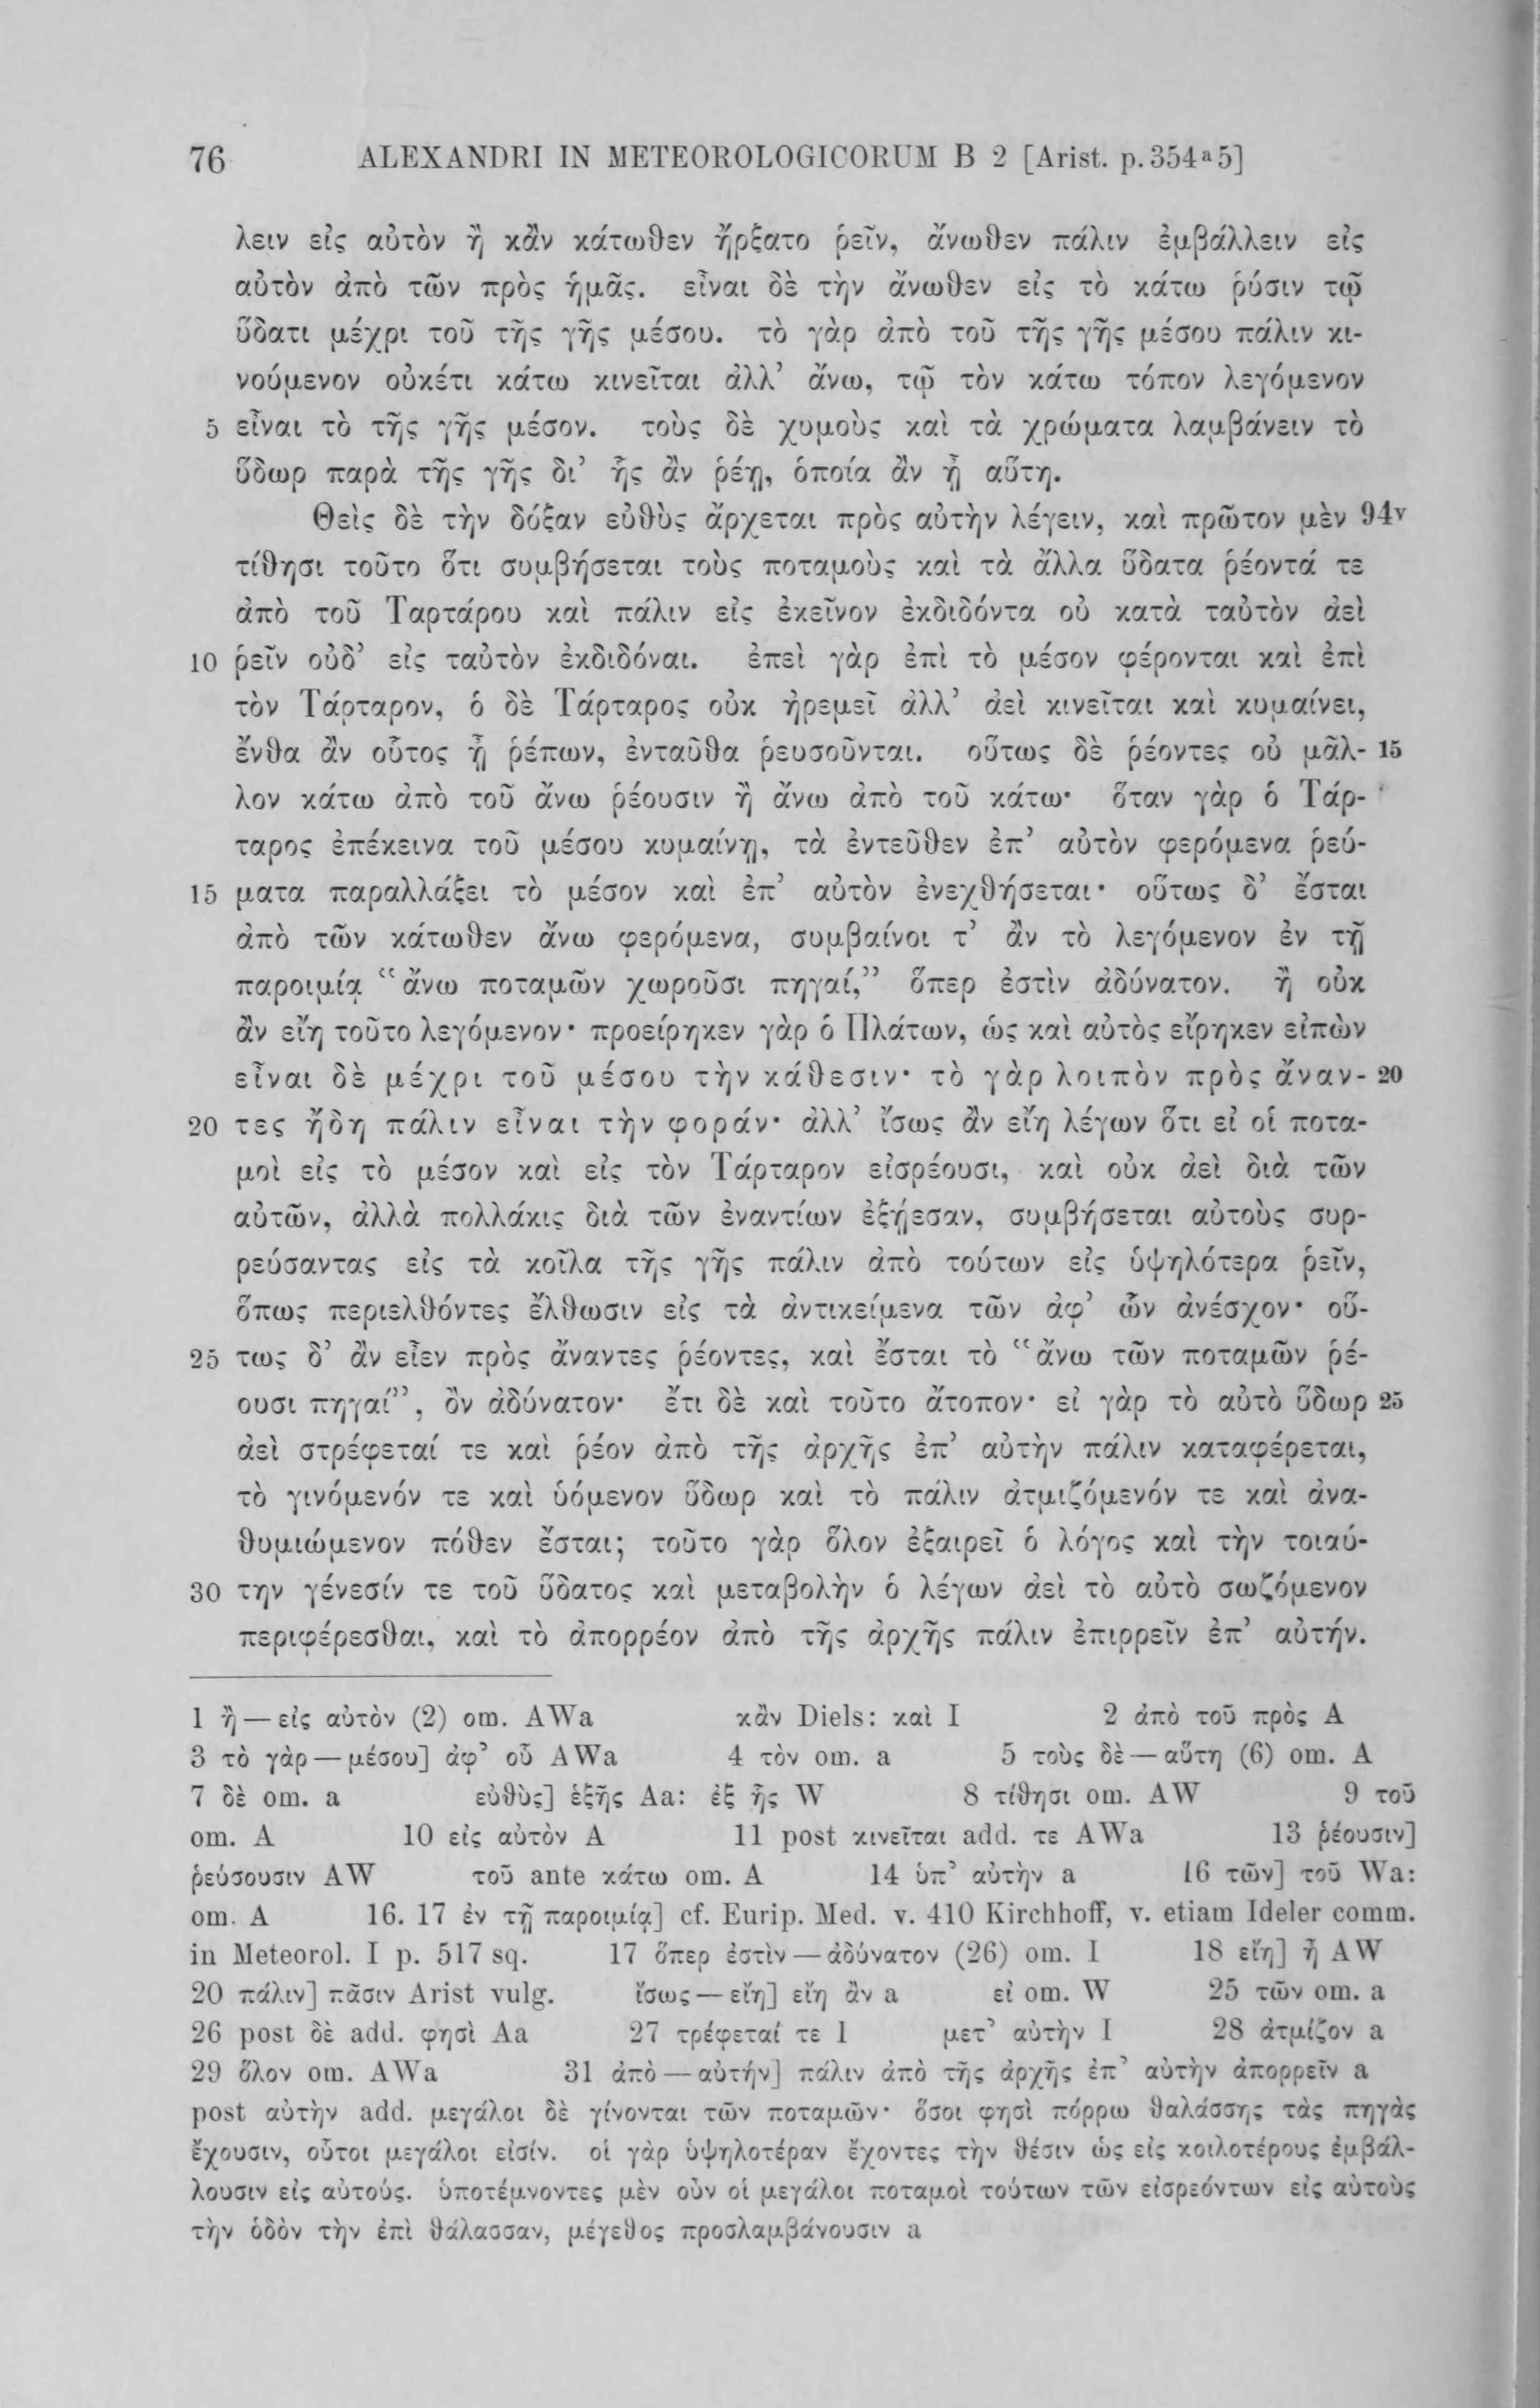 76 ALEXANDRI IN METEOROLOGICORUM B 2 [Arist. p. 354ᵃ5]
λειν εἰς αὐτὸν ἢ κἂν κάτωθεν ἤρξατο ῥεῖν, ἄνωθεν πάλιν ἐμβάλλειν εἰς
αὐτὸν ἀπὸ τῶν πρὸς ἡμᾶς. εἶναι δὲ τὴν ἄνωθεν εἰς τὸ κάτω ῥύσιν τῷ
ὕδατι μέχρι τοῦ τῆς γῆς μέσου. τὸ γὰρ ἀπὸ τοῦ τῆς γῆς μέσου πάλιν κι-
νούμενον οὐκέτι κάτω κινεῖται ἀλλ’ ἄνω, τῷ τὸν κάτω τόπον λεγόμενον
5 εἶναι τὸ τῆς γῆς μέσον. τοὺς δὲ χυμοὺς καὶ τὰ χρώματα λαμβάνειν τὸ
ὕδωρ παρὰ τῆς γῆς δι’ ἧς ἂν ῥέῃ, ὁποία ἂν ᾖ αὕτη.
Θεὶς δὲ τὴν δόξαν εὐθὺς ἄρχεται πρὸς αὐτὴν λέγειν, καὶ πρῶτον μὲν 94ᵛ
τίθησι τοῦτο ὅτι συμβήσεται τοὺς ποταμοὺς καὶ τὰ ἄλλα ὕδατα ῥέοντά τε
ἀπὸ τοῦ Ταρτάρου καὶ πάλιν εἰς ἐκεῖνον ἐκδιδόντα οὐ κατὰ ταὐτὸν ἀεὶ
10 ῥεῖν οὐδ’ εἰς ταὐτὸν ἐκδιδόναι. ἐπεὶ γὰρ ἐπὶ τὸ μέσον φέρονται καὶ ἐπὶ
τὸν Τάρταρον, ὁ δὲ Τάρταρος οὐκ ἠρεμεῖ ἀλλ’ ἀεὶ κινεῖται καὶ κυμαίνει,
ἔνθα ἂν οὗτος ᾖ ῥέπων, ἐνταῦθα ῥευσοῦνται. οὕτως δὲ ῥέοντες οὐ μᾶλ- 15
λον κάτω ἀπὸ τοῦ ἄνω ῥέουσιν ἢ ἄνω ἀπὸ τοῦ κάτω· ὅταν γὰρ ὁ Τάρ-
ταρος ἐπέκεινα τοῦ μέσου κυμαίνῃ, τὰ ἐντεῦθεν ἐπ’ αὐτὸν φερόμενα ῥεύ-
15 ματα παραλλάξει τὸ μέσον καὶ ἐπ’ αὐτὸν ἐνεχθήσεται· οὕτως δ’ ἔσται
ἀπὸ τῶν κάτωθεν ἄνω φερόμενα, συμβαίνοι τ’ ἂν τὸ λεγόμενον ἐν τῇ
παροιμίᾳ “ἄνω ποταμῶν χωροῦσι πηγαί,” ὅπερ ἐστὶν ἀδύνατον. ἢ οὐκ
ἂν εἴη τοῦτο λεγόμενον· προείρηκεν γὰρ ὁ Πλάτων, ὡς καὶ αὐτὸς εἴρηκεν εἰπὼν
εἶναι δὲ μέχρι τοῦ μέσου τὴν κάθεσιν· τὸ γὰρ λοιπὸν πρὸς ἄναν- 20
20 τες ἤδη πάλιν εἶναι τὴν φοράν· ἀλλ’ ἴσως ἂν εἴη λέγων ὅτι εἰ οἱ ποτα-
μοὶ εἰς τὸ μέσον καὶ εἰς τὸν Τάρταρον εἰσρέουσι, καὶ οὐκ ἀεὶ διὰ τῶν
αὐτῶν, ἀλλὰ πολλάκις διὰ τῶν ἐναντίων ἐξῄεσαν, συμβήσεται αὐτοὺς συρ-
ρεύσαντας εἰς τὰ κοῖλα τῆς γῆς πάλιν ἀπὸ τούτων εἰς ὑψηλότερα ῥεῖν,
ὅπως περιελθόντες ἔλθωσιν εἰς τὰ ἀντικείμενα τῶν ἀφ’ ὧν ἀνέσχον· οὕ-
25 τως δ’ ἂν εἶεν πρὸς ἄναντες ῥέοντες, καὶ ἔσται τὸ “ἄνω τῶν ποταμῶν ῥέ-
ουσι πηγαί”, ὂν ἀδύνατον· ἔτι δὲ καὶ τοῦτο ἄτοπον· εἰ γὰρ τὸ αὐτὸ ὕδωρ 25
ἀεὶ στρέφεταί τε καὶ ῥέον ἀπὸ τῆς ἀρχῆς ἐπ’ αὐτὴν πάλιν καταφέρεται,
τὸ γινόμενόν τε καὶ ὑόμενον ὕδωρ καὶ τὸ πάλιν ἀτμιζόμενόν τε καὶ ἀνα-
θυμιώμενον πόθεν ἔσται; τοῦτο γὰρ ὅλον ἐξαιρεῖ ὁ λόγος καὶ τὴν τοιαύ-
30 την γένεσίν τε τοῦ ὕδατος καὶ μεταβολὴν ὁ λέγων ἀεὶ τὸ αὐτὸ σωζόμενον
περιφέρεσθαι, καὶ τὸ ἀπορρέον ἀπὸ τῆς ἀρχῆς πάλιν ἐπιρρεῖν ἐπ’ αὐτήν.
1 ἢ — εἰς αὐτὸν (2) om. AWa κἂν Diels: καὶ I 2 ἀπὸ τοῦ πρὸς A
3 τὸ γὰρ — μέσου] ἀφ’ οὗ AWa 4 τὸν om. a 5 τοὺς δὲ — αὕτη (6) om. A
7 δὲ om. a εὐθὺς] ἑξῆς Aa: ἐξ ἧς W 8 τίθησι om. AW 9 τοῦ
om. A 10 εἰς αὐτὸν A 11 post κινεῖται add. τε AWa 13 ῥέουσιν]
ῥεύσουσιν AW τοῦ ante κάτω om. A 14 ὑπ’ αὐτὴν a 16 τῶν] τοῦ Wa:
om. A 16. 17 ἐν τῇ παροιμίᾳ] cf. Eurip. Med. v. 410 Kirchhoff, v. etiam Ideler comm.
in Meteorol. I p. 517 sq. 17 ὅπερ ἐστὶν — ἀδύνατον (26) om. I 18 εἴη] ᾖ AW
20 πάλιν] πᾶσιν Arist vulg. ἴσως — εἴη] εἴη ἂν a εἰ om. W 25 τῶν om. a
26 post δὲ add. φησὶ Aa 27 τρέφεταί τε I μετ’ αὐτὴν I 28 ἀτμίζον a
29 ὅλον om. AWa 31 ἀπὸ — αὐτήν] πάλιν ἀπὸ τῆς ἀρχῆς ἐπ’ αὐτὴν ἀπορρεῖν a
post αὐτὴν add. μεγάλοι δὲ γίνονται τῶν ποταμῶν· ὅσοι φησὶ πόρρω θαλάσσης τὰς πηγὰς
ἔχουσιν, οὗτοι μεγάλοι εἰσίν. οἱ γὰρ ὑψηλοτέραν ἔχοντες τὴν θέσιν ὡς εἰς κοιλοτέρους ἐμβάλ-
λουσιν εἰς αὐτούς. ὑποτέμνοντες μὲν οὖν οἱ μεγάλοι ποταμοὶ τούτων τῶν εἰσρεόντων εἰς αὐτοὺς
τὴν ὁδὸν τὴν ἐπὶ θάλασσαν, μέγεθος προσλαμβάνουσιν a